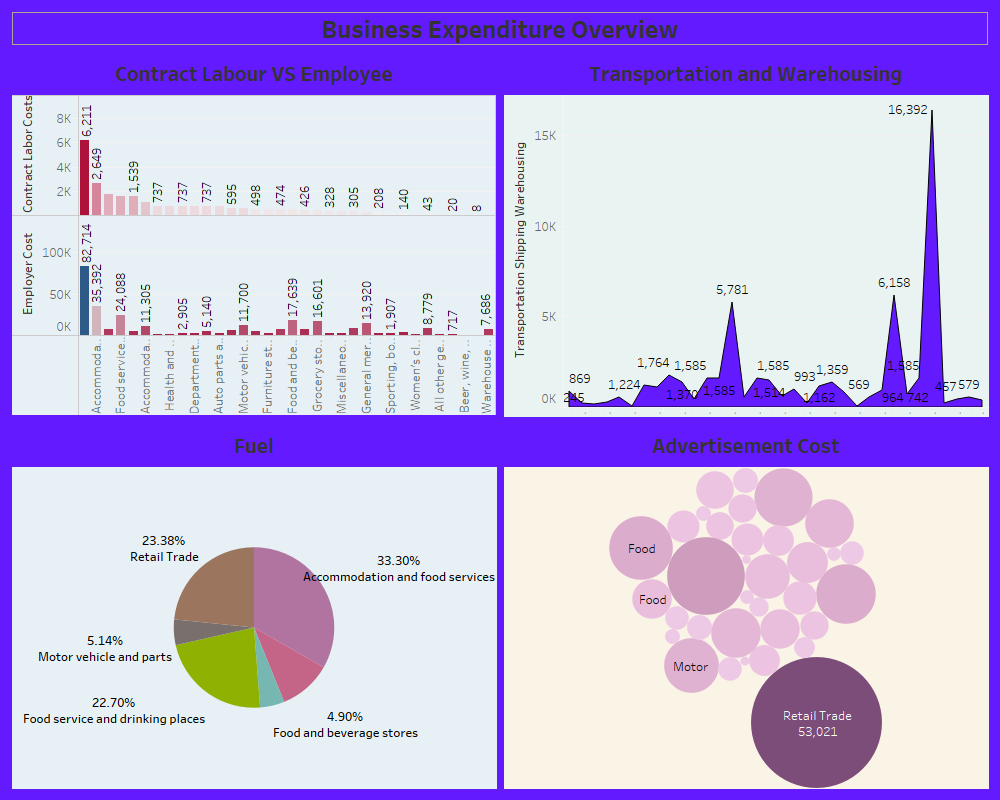 Business Expenditure Overview
Contract Labour VS Employee
Contract Labor Costs
8K
6K
4K
2K
6,211
2,649
1,539
737
737
737
595
498
474
426
328
305
208
140
43
20
8
Employer Cost
100K
50K
0K
82,714
35,392
24,088
11,305
2,905
5,140
11,700
17,639
16,601
13,920
1,907
8,779
717
7,686
Accommoda..
Food service..
Accommoda..
Health and ..
Department..
Auto parts a..
Motor vehic..
Furniture st..
Food and be..
Grocery sto..
Miscellaneo..
General mer..
Sporting, bo..
Women's cl..
All other ge..
Beer, wine, ..
Warehouse ..
Transportation and Warehousing
Transportation Shipping Warehousing
15K
10K
5K
0K
16,392
6,158
5,781
1,764
1,585
1,585
993
1,359
1,585
869
1,224
1,370
1,585
1,514
1,162
569
964
742
457
579
245
Fuel
23.38%
Retail Trade
33.30%
Accommodation and food services
5.14%
Motor vehicle and parts
22.70%
Food service and drinking places
4.90%
Food and beverage stores
Advertisement Cost
Food
Food
Motor
Retail Trade
53,021